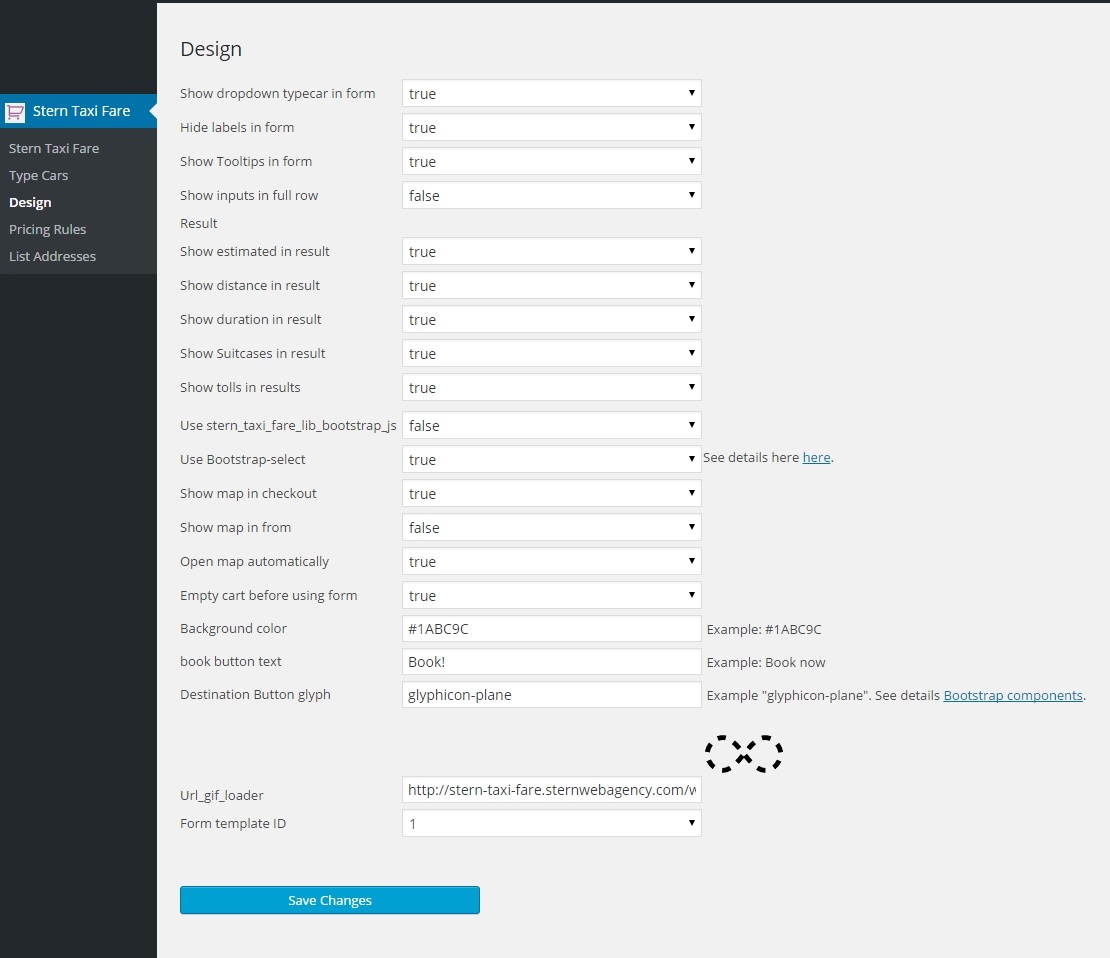 Stern Taxi Fare
Stern Taxi Fare
Type Cars
Design
Pricing Rules
List Addresses
Design
Show dropdown typecar in form true
Hide labels in form true
Show Tooltips in form true
Show inputs in full row false
Result
Show estimated in result true
Show distance in result true
Show duration in result true
Show Suitcases in result true
Show tolls in results true
Use stern_taxi_fare_lib_bootstrap_js false
Use Bootstrap-select true See details here here.
Show map in checkout true
Show map in from false
Open map automatically true
Empty cart before using form true
Background color #1ABC9C Example: #1ABC9C
book button text Book! Example: Book now
Destination Button glyph glyphicon-plane Example "glyphicon-plane". See details Bootstrap components.
Url_gif_loader http://stern-taxi-fare.sternwebagency.com/w
Form template ID 1
Save Changes